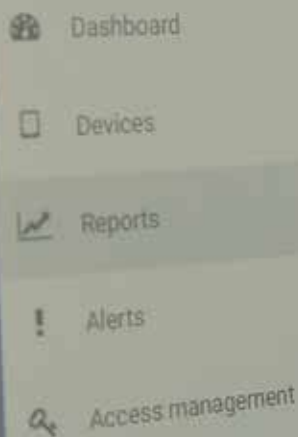 Dashboard
Devices
Reports
Alerts
Access management